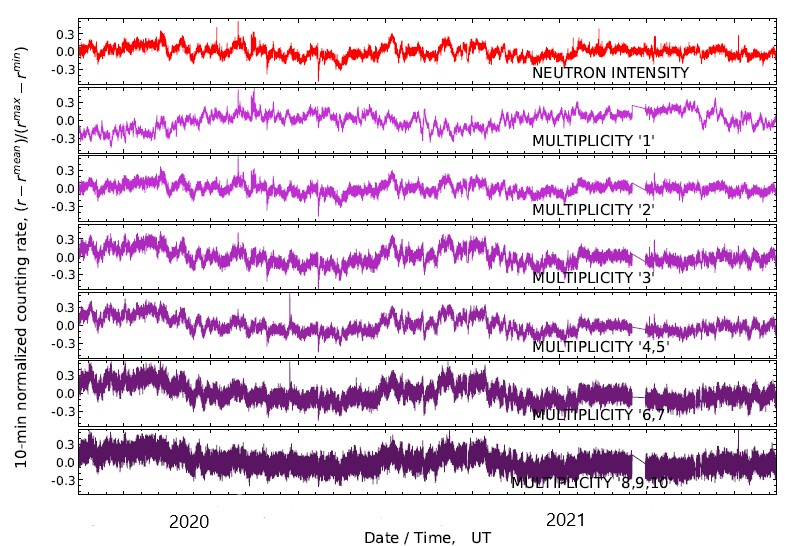 10-min normalized counting rate, (r − r^mean)/(r^max − r^min)
0.3
0.0
-0.3
NEUTRON INTENSITY
0.3
0.0
-0.3
MULTIPLICITY '1'
0.3
0.0
-0.3
MULTIPLICITY '2'
0.3
0.0
-0.3
MULTIPLICITY '3'
0.3
0.0
-0.3
MULTIPLICITY '4,5'
0.3
0.0
-0.3
MULTIPLICITY '6,7'
0.3
0.0
-0.3
MULTIPLICITY '8,9,10'
2020 2021
Date / Time, UT